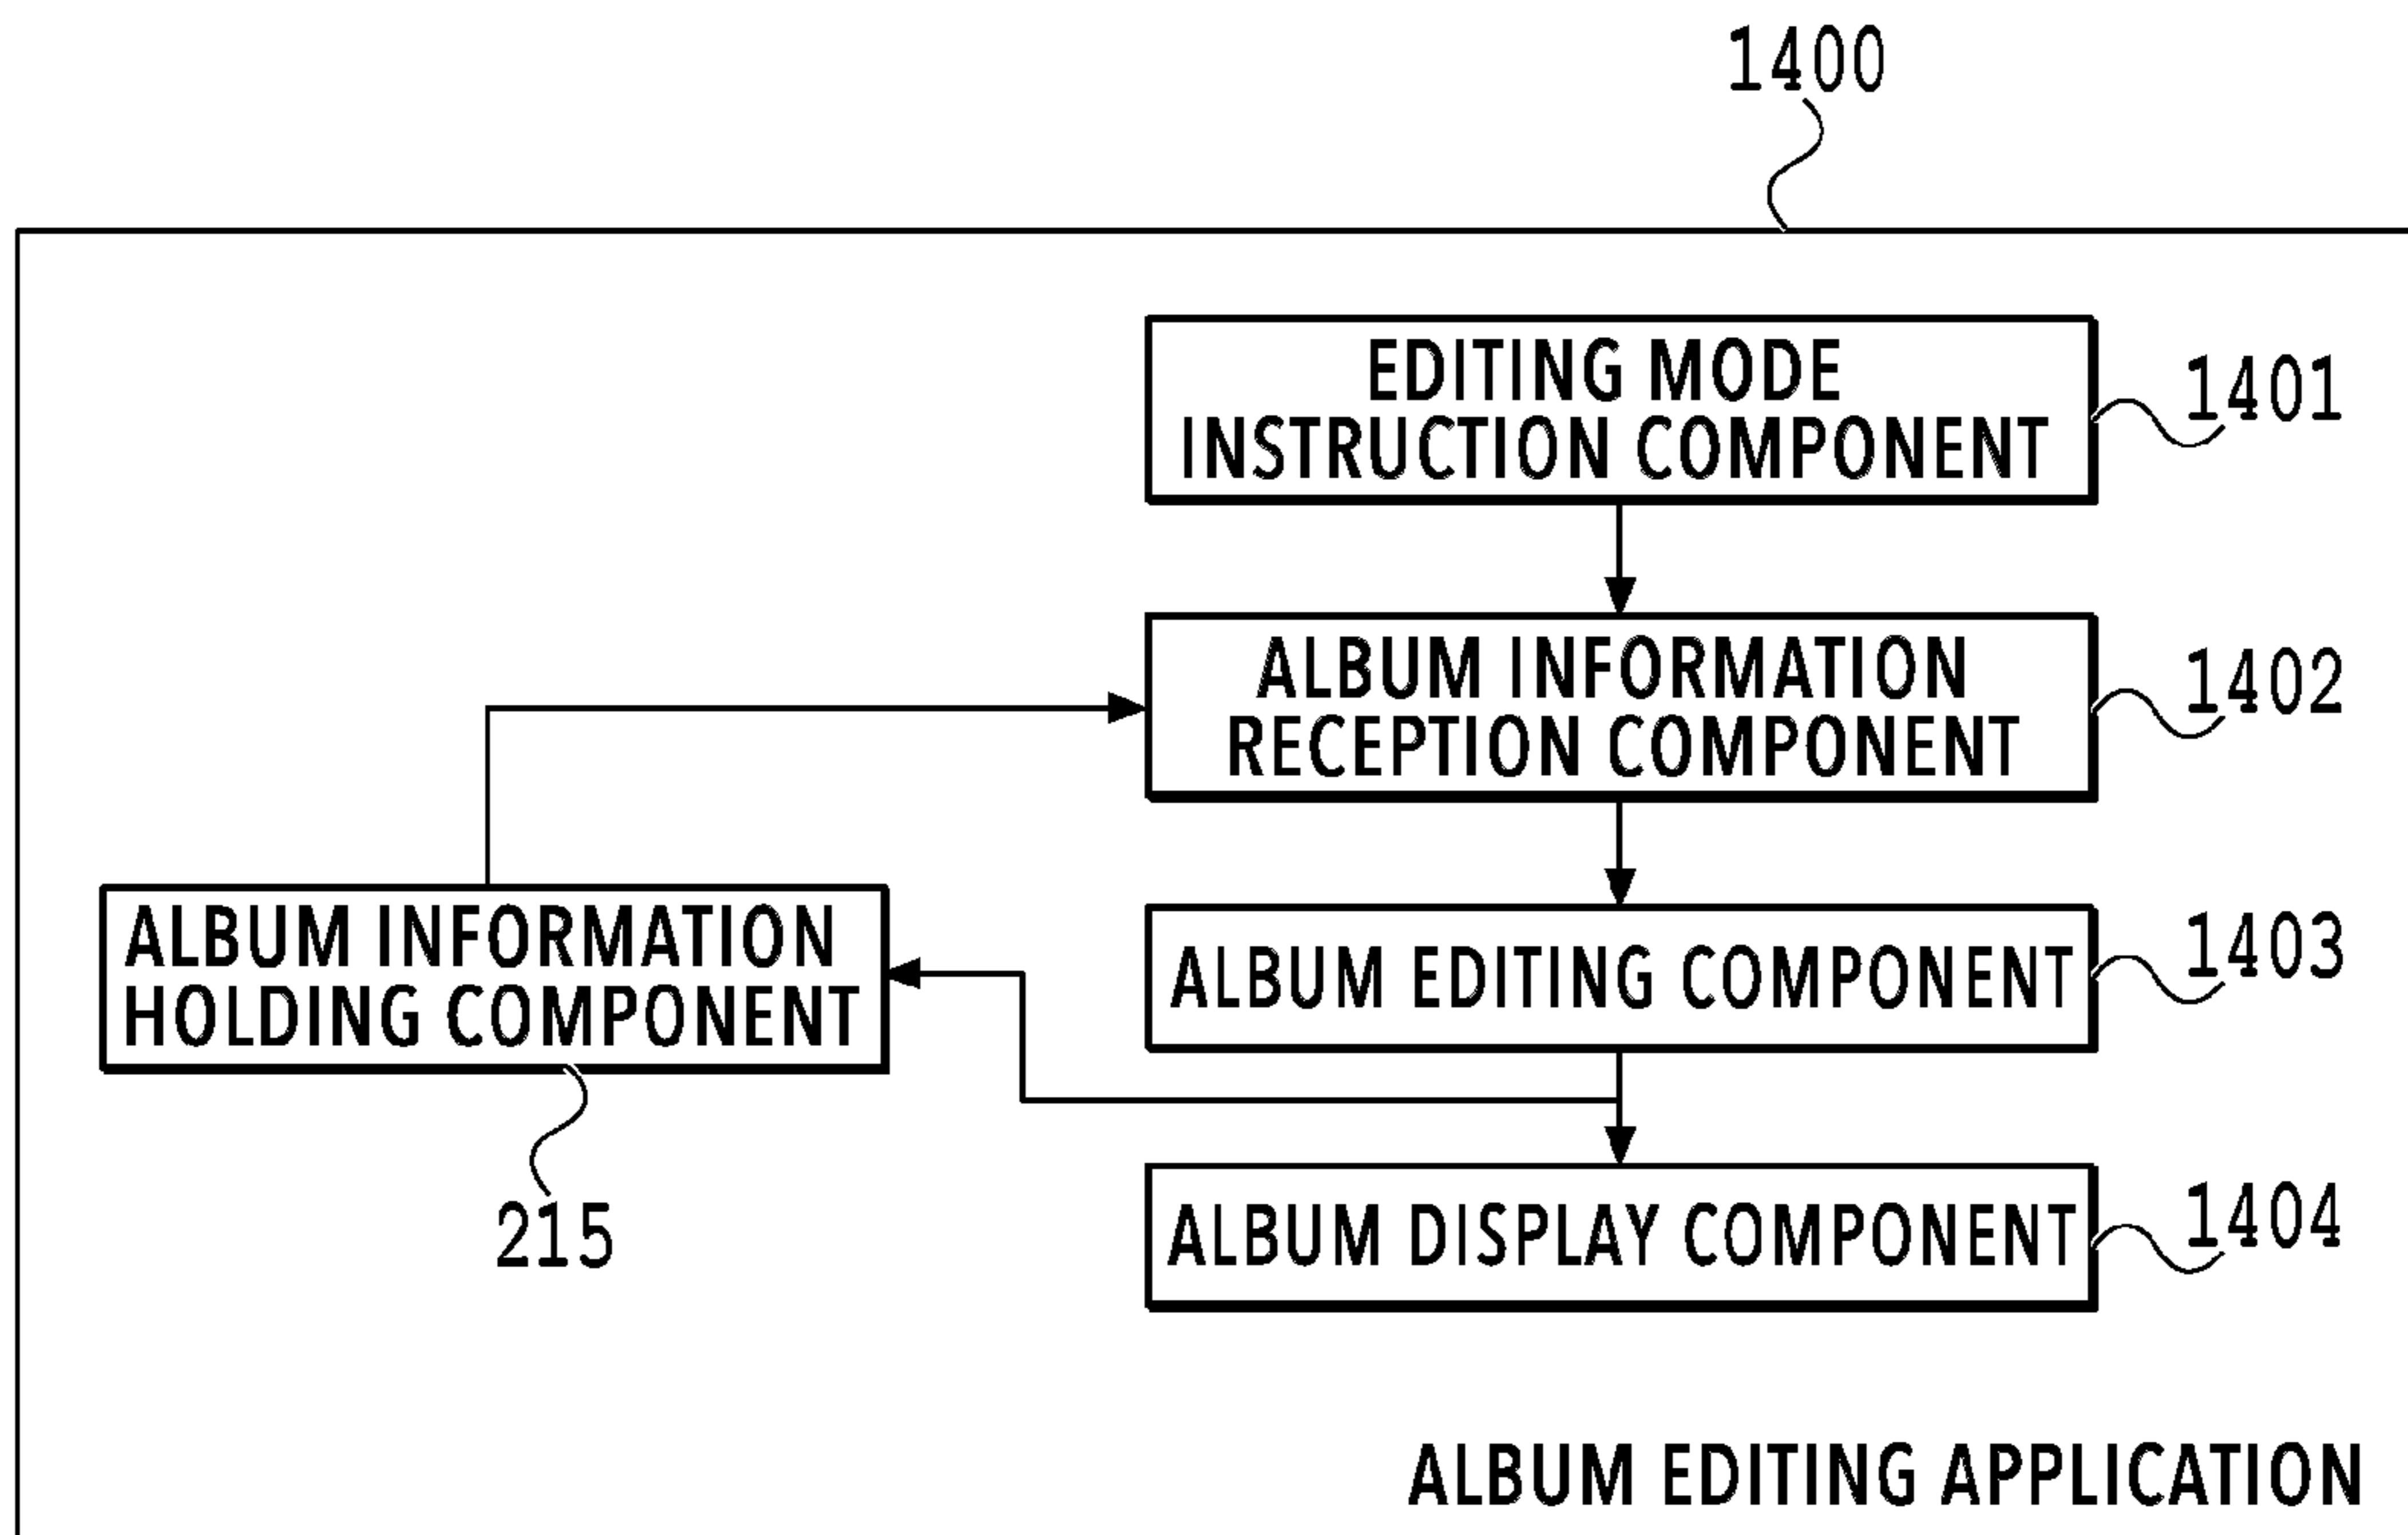 1400
EDITING MODE
INSTRUCTION COMPONENT
1401
ALBUM INFORMATION
RECEPTION COMPONENT
1402
ALBUM INFORMATION
HOLDING COMPONENT
215
ALBUM EDITING COMPONENT
1403
ALBUM DISPLAY COMPONENT
1404
ALBUM EDITING APPLICATION